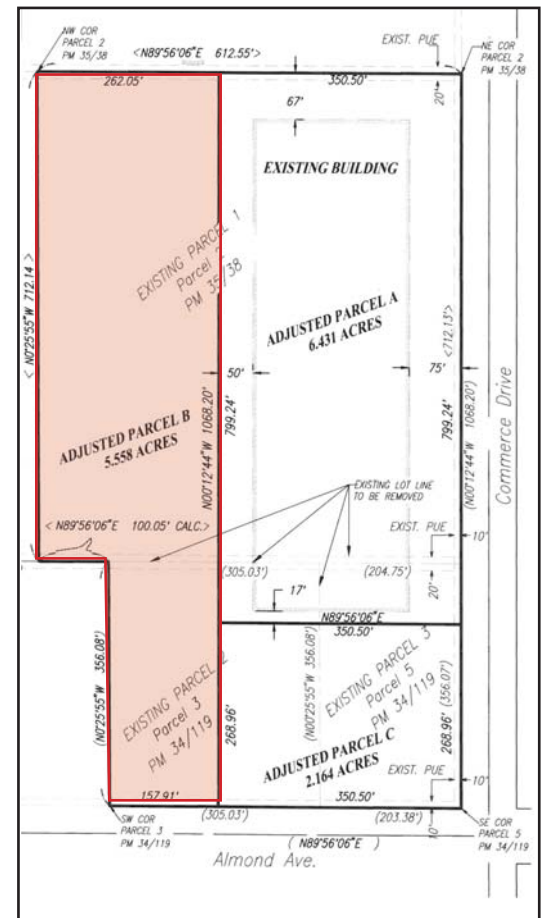 NW COR
PARCEL 2
PM 35/38
<N89°56'06"E 612.55'>
EXIST. PUE
NE COR
PARCEL 2
PM 35/38
262.05'
350.50'
20'
67'
EXISTING BUILDING
EXISTING PARCEL 1
Parcel 2
PM 35/38
< N0°25'55"W 712.14 >
ADJUSTED PARCEL A
6.431 ACRES
<712.13'>
50'
75'
799.24'
799.24'
N00°12'44"W 1068.20'
(N00°12'44"W 1068.20')
Commerce Drive
ADJUSTED PARCEL B
5.558 ACRES
EXISTING LOT LINE
TO BE REMOVED
< N89°56'06"E 100.05' CALC.>
EXIST. PUE
10'
(305.03')
(204.75')
20'
17'
N89°56'06"E
350.50'
(N0°25'55"W 356.08')
EXISTING PARCEL 2
Parcel 3
PM 34/119
268.96'
(N00°25'55"W 356.08')
EXISTING PARCEL 3
Parcel 5
PM 34/119
268.96'
(356.07')
ADJUSTED PARCEL C
2.164 ACRES
EXIST. PUE
10'
157.91'
350.50'
(305.03')
(203.38')
10'
SW COR
PARCEL 3
PM 34/119
( N89°56'06"E )
SE COR
PARCEL 5
PM 34/119
Almond Ave.